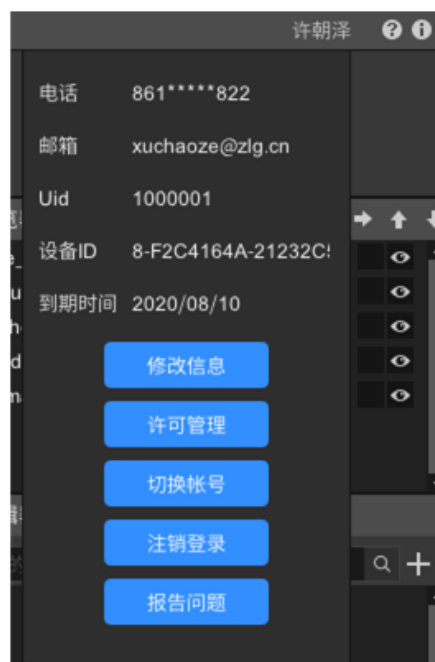 许朝泽
电话 861*****822
邮箱 xuchaoze@zlg.cn
Uid 1000001
设备ID 8-F2C4164A-21232C
到期时间 2020/08/10
修改信息
许可管理
切换帐号
注销登录
报告问题